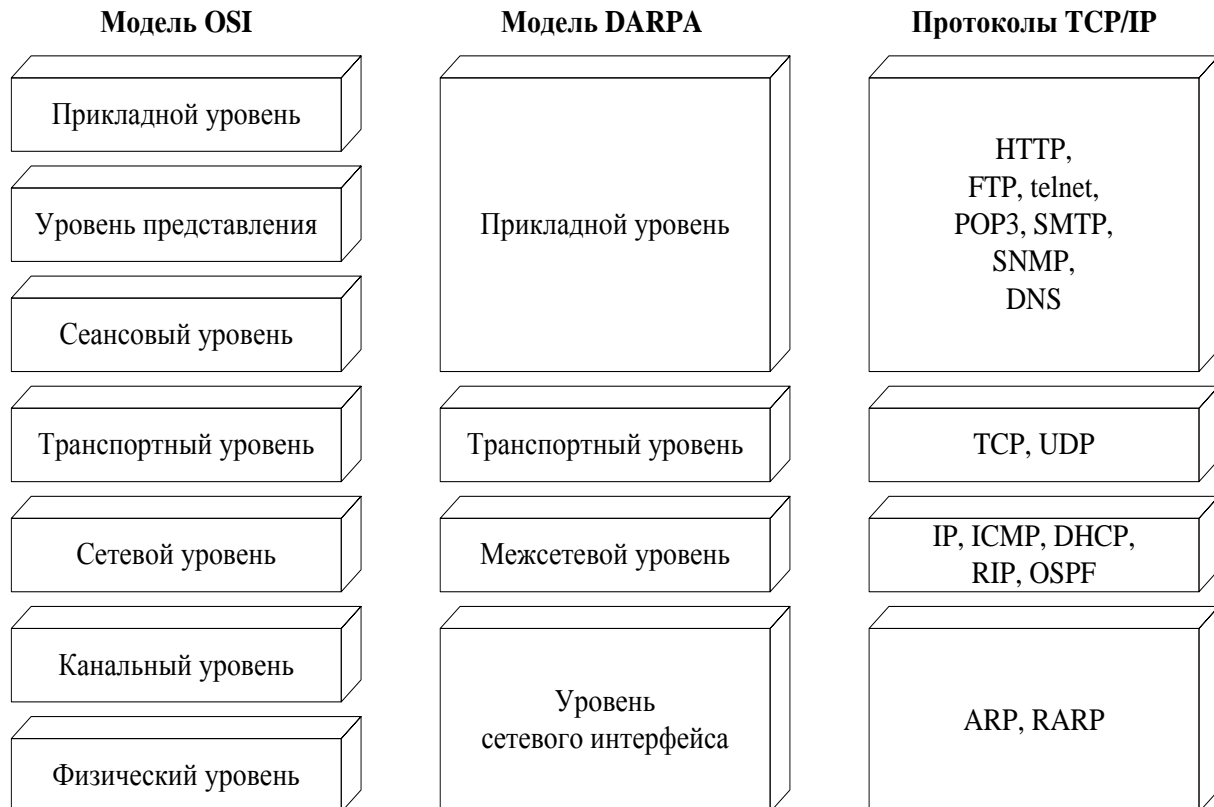 Модель OSI
Модель DARPA
Протоколы TCP/IP
Прикладной уровень
Уровень представления
Сеансовый уровень
Транспортный уровень
Сетевой уровень
Канальный уровень
Физический уровень
Прикладной уровень
Транспортный уровень
Межсетевой уровень
Уровень
сетевого интерфейса
HTTP,
FTP, telnet,
POP3, SMTP,
SNMP,
DNS
TCP, UDP
IP, ICMP, DHCP,
RIP, OSPF
ARP, RARP